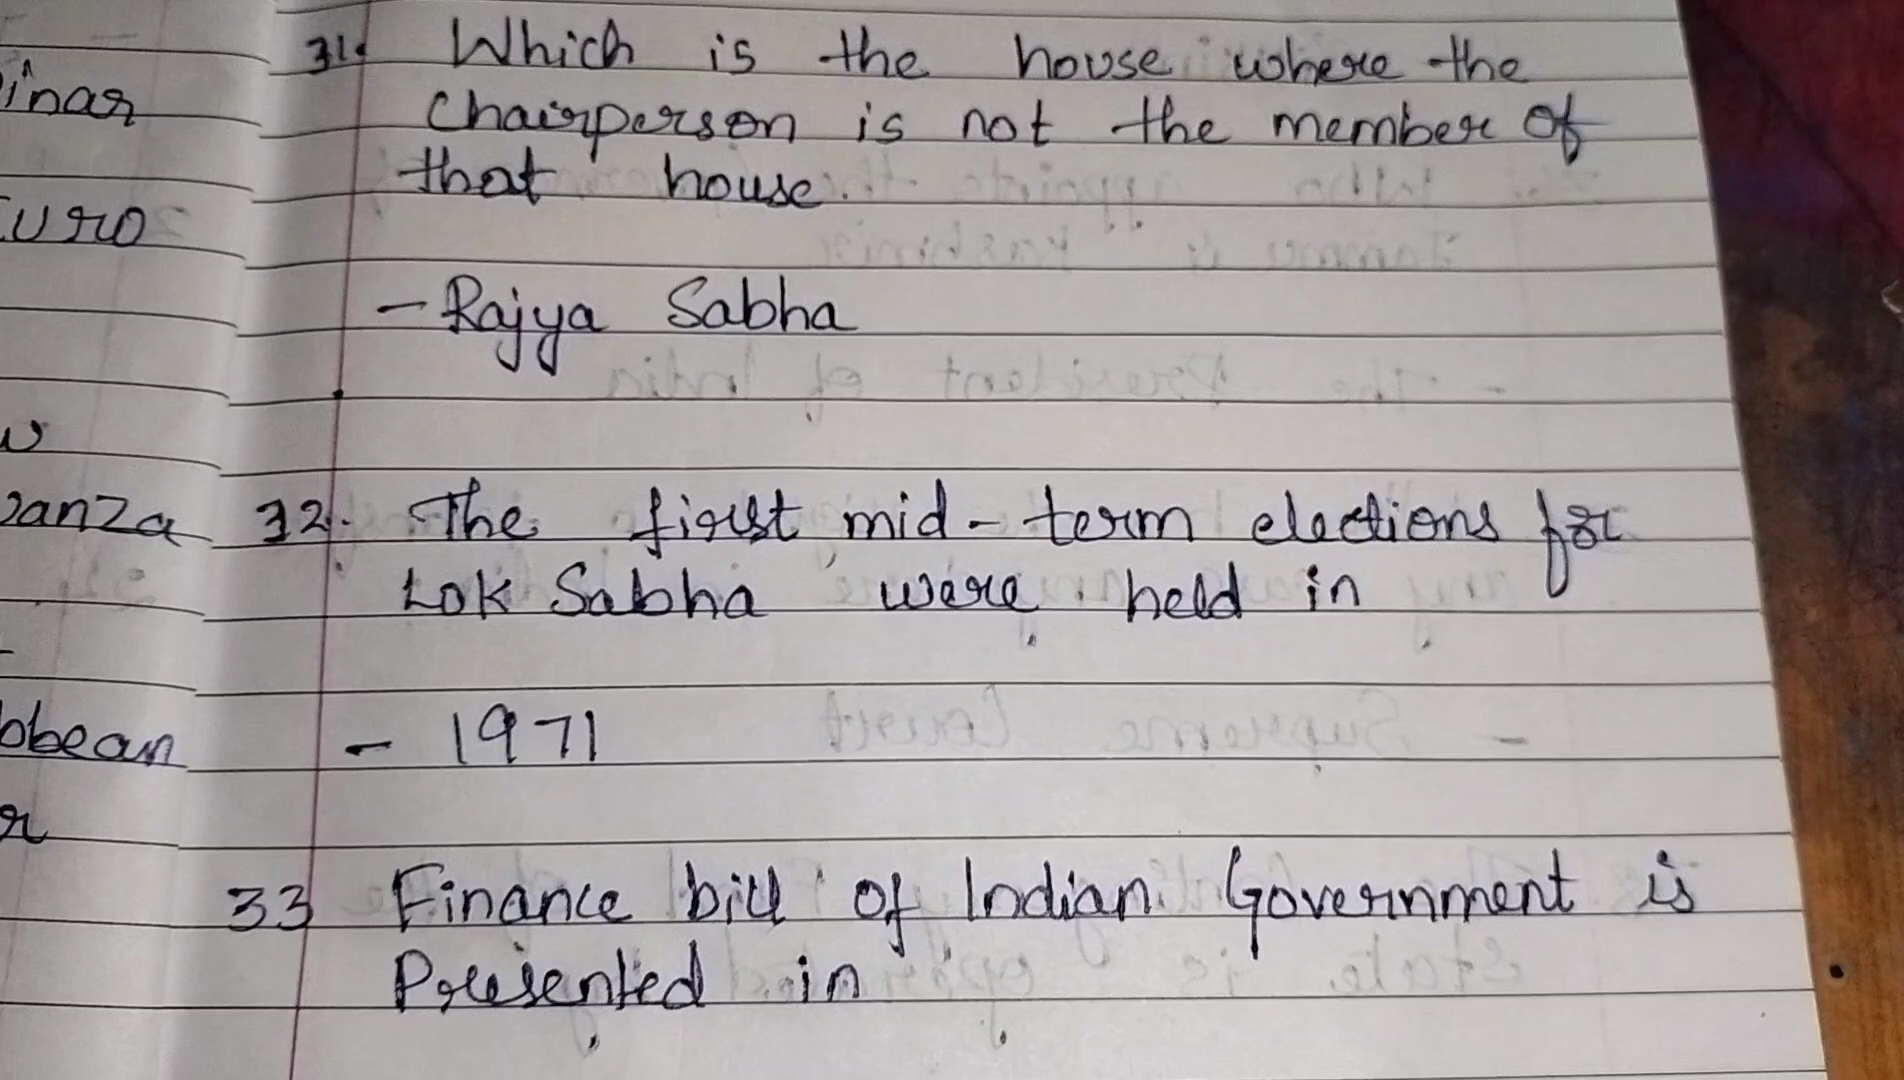 inar
uro
w
anza
bbean
r
31. Which is the house where the
Chairperson is not the member of
that house.
- Rajya Sabha
32. The first mid-term elections for
Lok Sabha were held in
- 1971
33 Finance bill of Indian Government is
Presented in